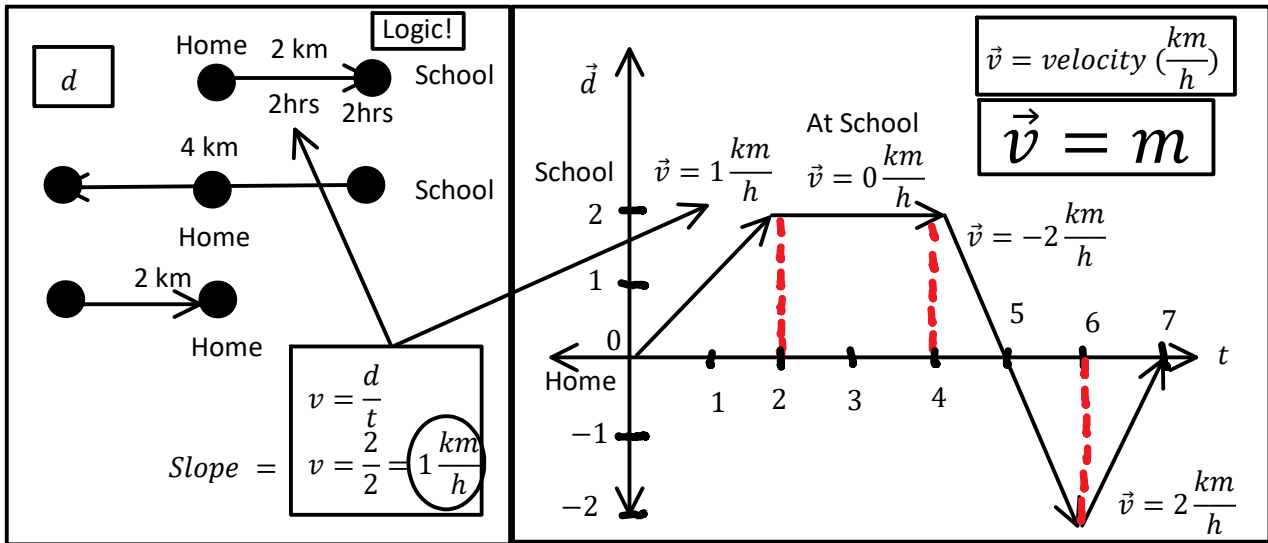 Logic!
d
Home
2 km
School
2hrs
2hrs
4 km
School
Home
2 km
Home
v = d/t
Slope =
v = 2/2 = 1 km/h
v⃗ = velocity (km/h)
v⃗ = m
d⃗
At School
v⃗ = 1 km/h
v⃗ = 0 km/h
School
2
v⃗ = −2 km/h
1
5
6
7
0
t
Home
1
2
3
4
−1
−2
v⃗ = 2 km/h